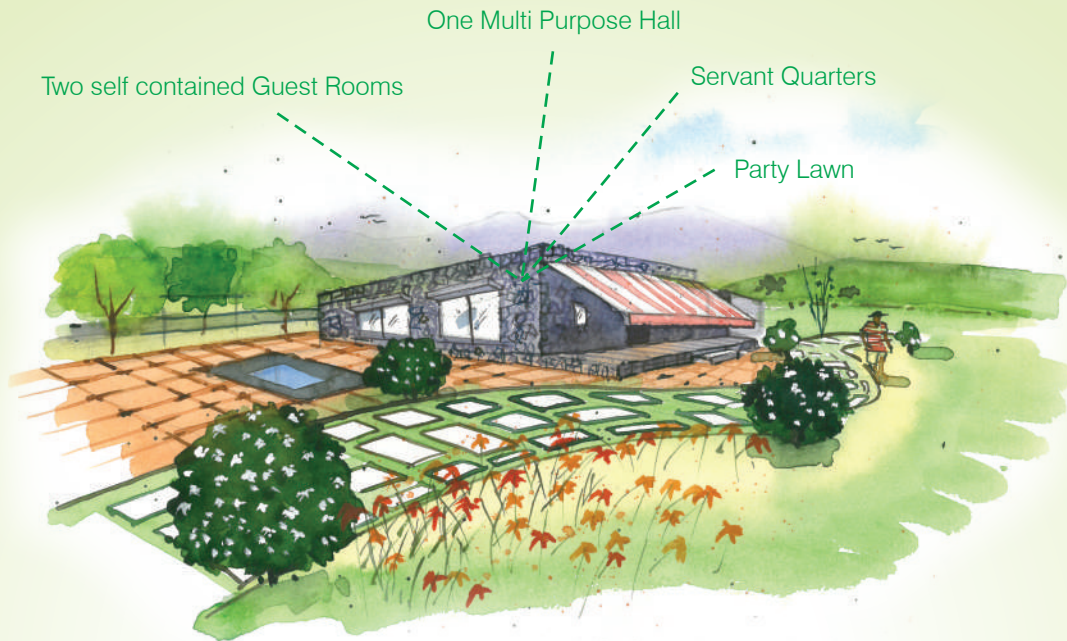 One Multi Purpose Hall
Two self contained Guest Rooms
Servant Quarters
Party Lawn